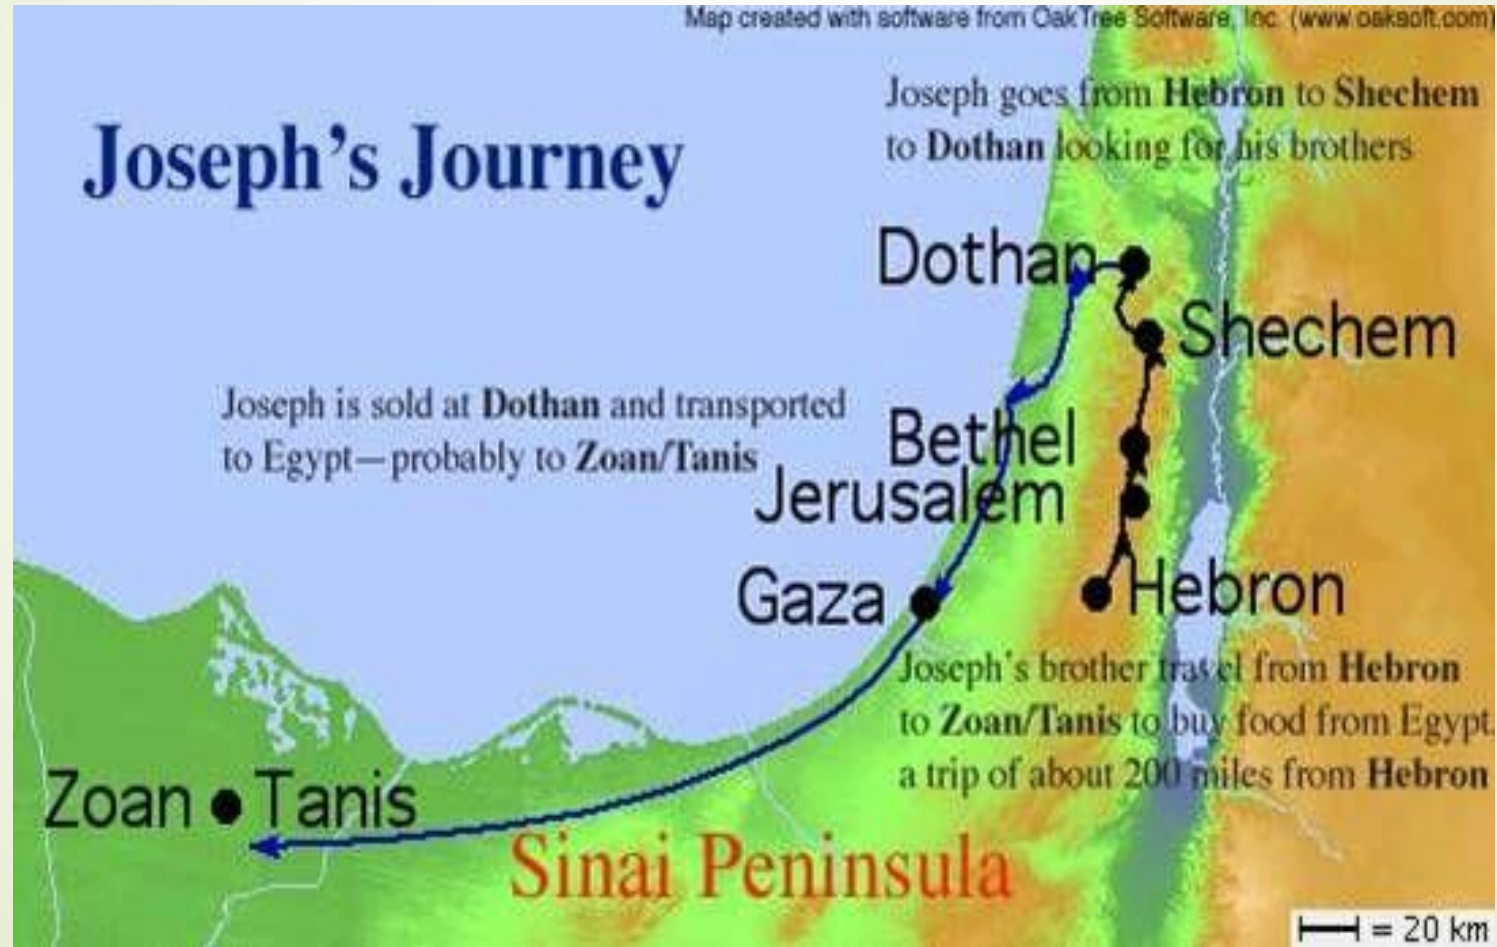 Map created with software from OakTree Software, Inc. (www.oaksoft.com)
Joseph's Journey
Joseph goes from Hebron to Shechem
to Dothan looking for his brothers
Dothan
Shechem
Joseph is sold at Dothan and transported
to Egypt—probably to Zoan/Tanis
Bethel
Jerusalem
Gaza
Hebron
Joseph's brother travel from Hebron
to Zoan/Tanis to buy food from Egypt.
a trip of about 200 miles from Hebron
Zoan • Tanis
Sinai Peninsula
= 20 km